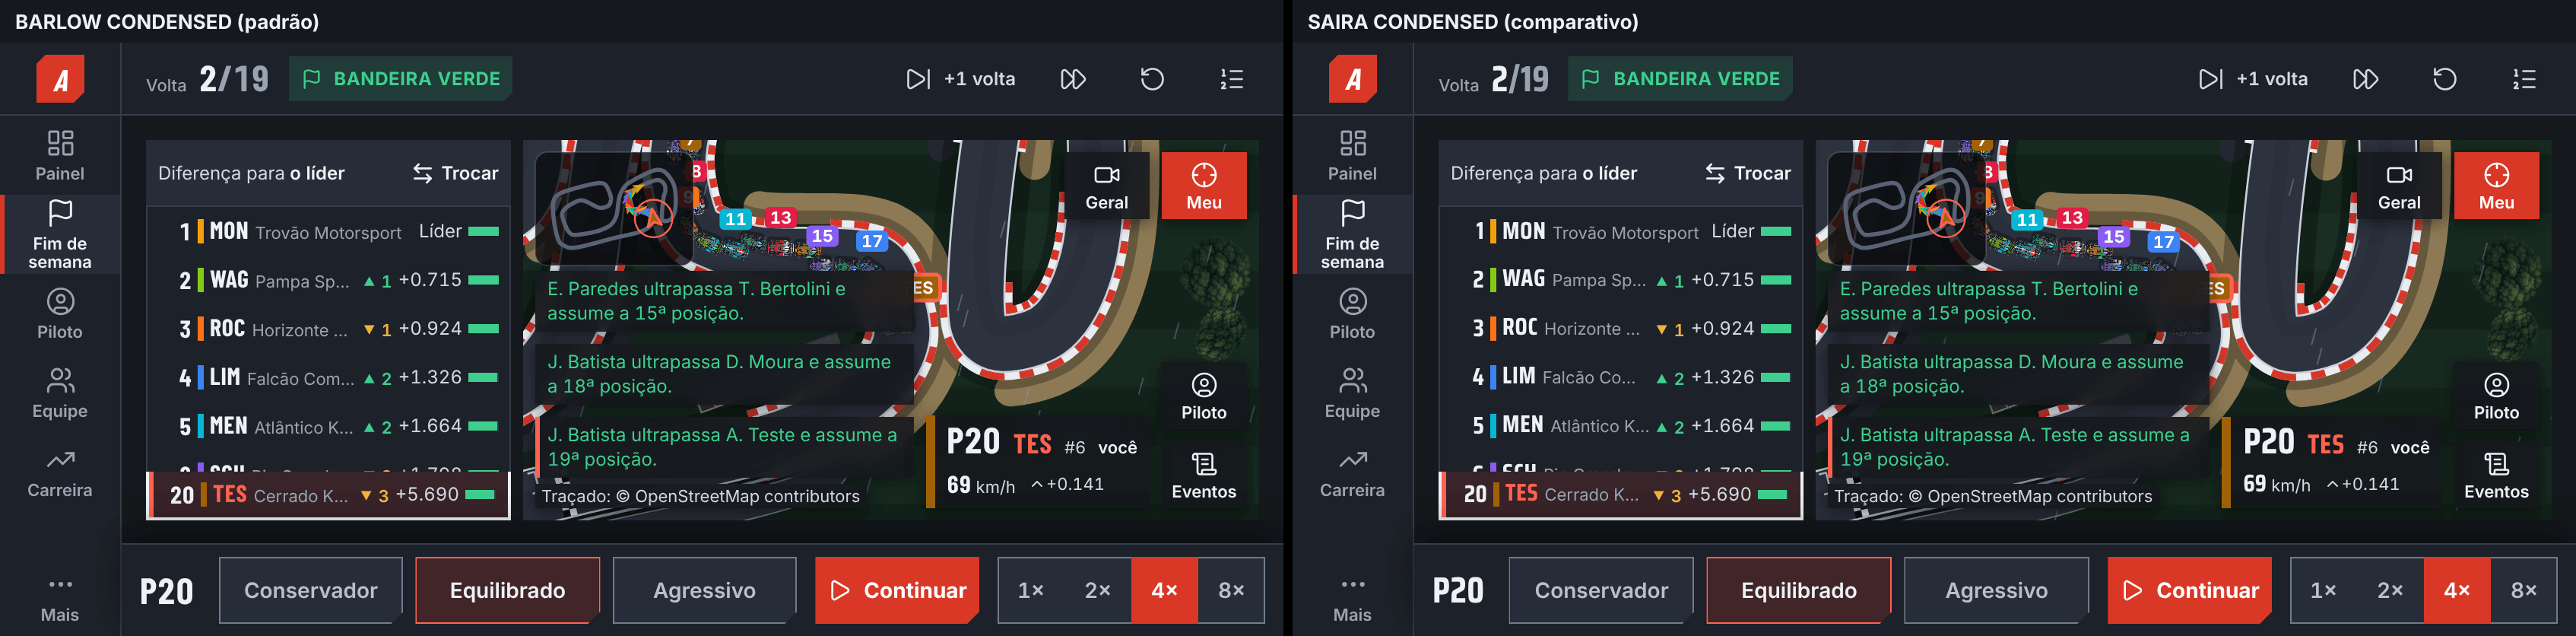 BARLOW CONDENSED (padrão)
A
Volta 2/19
BANDEIRA VERDE
+1 volta
Painel
Fim de
semana
Piloto
Equipe
Carreira
Mais
Diferença para o líder
Trocar
1 MON Trovão Motorsport Líder
2 WAG Pampa Sp... ▲ 1 +0.715
3 ROC Horizonte ... ▼ 1 +0.924
4 LIM Falcão Com... ▲ 2 +1.326
5 MEN Atlântico K... ▲ 2 +1.664
20 TES Cerrado K... ▼ 3 +5.690
11
13
15
17
Geral
Meu
E. Paredes ultrapassa T. Bertolini e
assume a 15ª posição.
J. Batista ultrapassa D. Moura e assume
a 18ª posição.
J. Batista ultrapassa A. Teste e assume a
19ª posição.
Traçado: © OpenStreetMap contributors
P20 TES #6 você
69 km/h +0.141
Piloto
Eventos
P20
Conservador
Equilibrado
Agressivo
Continuar
1×
2×
4×
8×
SAIRA CONDENSED (comparativo)
A
Volta 2/19
BANDEIRA VERDE
+1 volta
Painel
Fim de
semana
Piloto
Equipe
Carreira
Mais
Diferença para o líder
Trocar
1 MON Trovão Motorsport Líder
2 WAG Pampa Sp... ▲ 1 +0.715
3 ROC Horizonte ... ▼ 1 +0.924
4 LIM Falcão Co... ▲ 2 +1.326
5 MEN Atlântico K... ▲ 2 +1.664
20 TES Cerrado K... ▼ 3 +5.690
11
13
15
17
Geral
Meu
E. Paredes ultrapassa T. Bertolini e
assume a 15ª posição.
J. Batista ultrapassa D. Moura e assume
a 18ª posição.
J. Batista ultrapassa A. Teste e assume a
19ª posição.
Traçado: © OpenStreetMap contributors
P20 TES #6 você
69 km/h +0.141
Piloto
Eventos
P20
Conservador
Equilibrado
Agressivo
Continuar
1×
2×
4×
8×